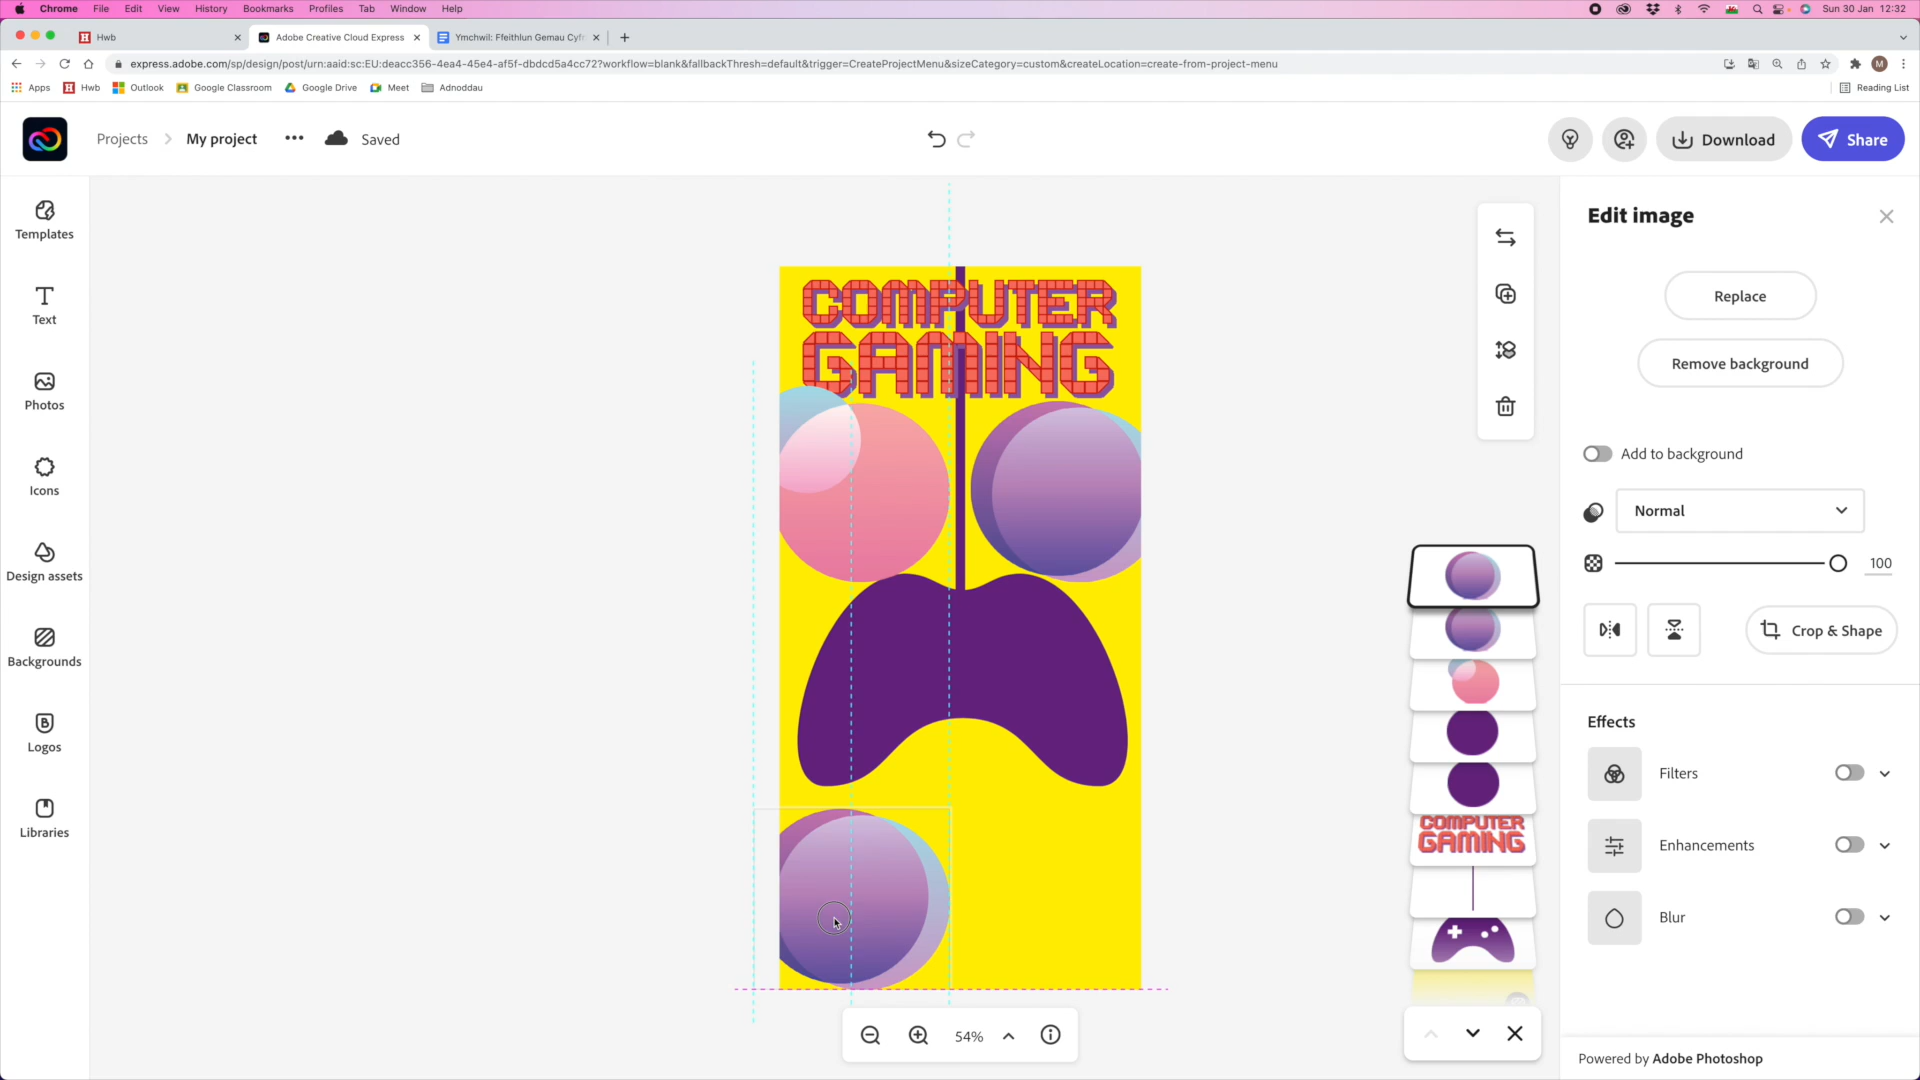 Chrome File Edit View History Bookmarks Profiles Tab Window Help
Sun 30 Jan 12:32
Hwb
Adobe Creative Cloud Express
Ymchwil: Ffeithlun Gemau Cyfr
express.adobe.com/sp/design/post/urn:aaid:sc:EU:deacc356-4ea4-45e4-af5f-dbdcd5a4cc72?workflow=blank&fallbackThresh=default&trigger=CreateProjectMenu&sizeCategory=custom&createLocation=create-from-project-menu
M
Apps Hwb Outlook Google Classroom Google Drive Meet Adnoddau
Reading List
Projects My project Saved
Download
Share
Templates
Text
Photos
Icons
Design assets
Backgrounds
B
Logos
Libraries
COMPUTER
GAMING
54%
COMPUTER
GAMING
Edit image
Replace
Remove background
Add to background
Normal
100
Crop & Shape
Effects
Filters
Enhancements
Blur
Powered by Adobe Photoshop